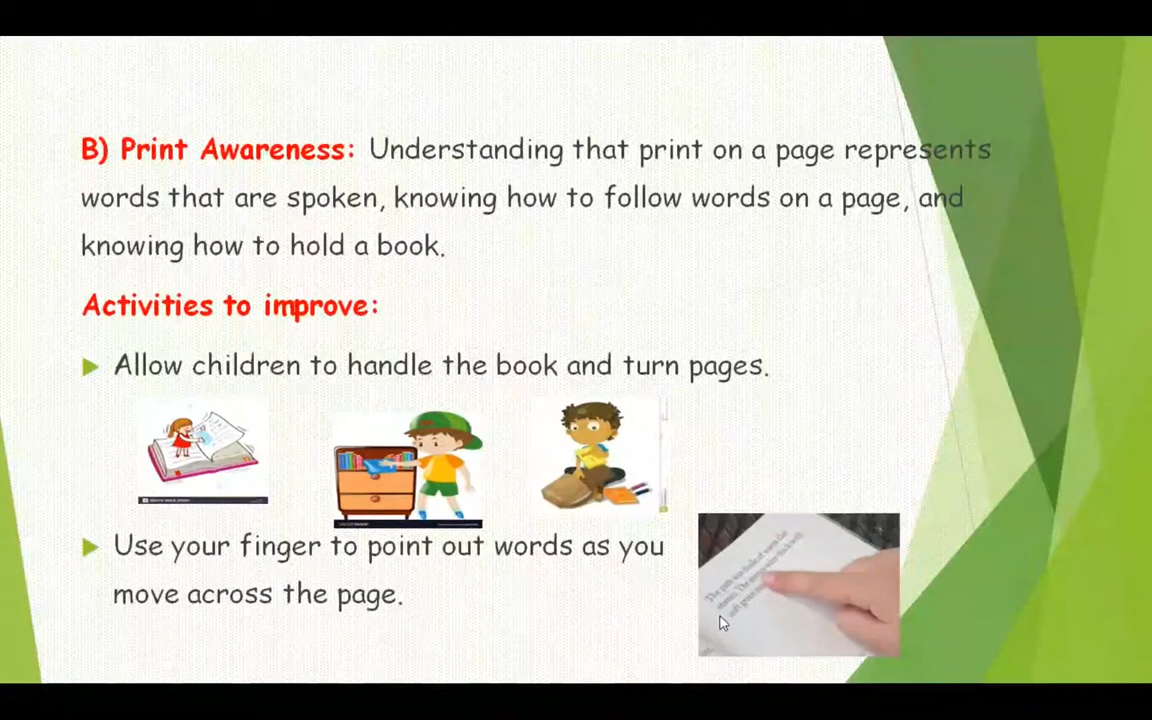 B) Print Awareness: Understanding that print on a page represents
words that are spoken, knowing how to follow words on a page, and
knowing how to hold a book.
Activities to improve:
Allow children to handle the book and turn pages.
Use your finger to point out words as you
move across the page.